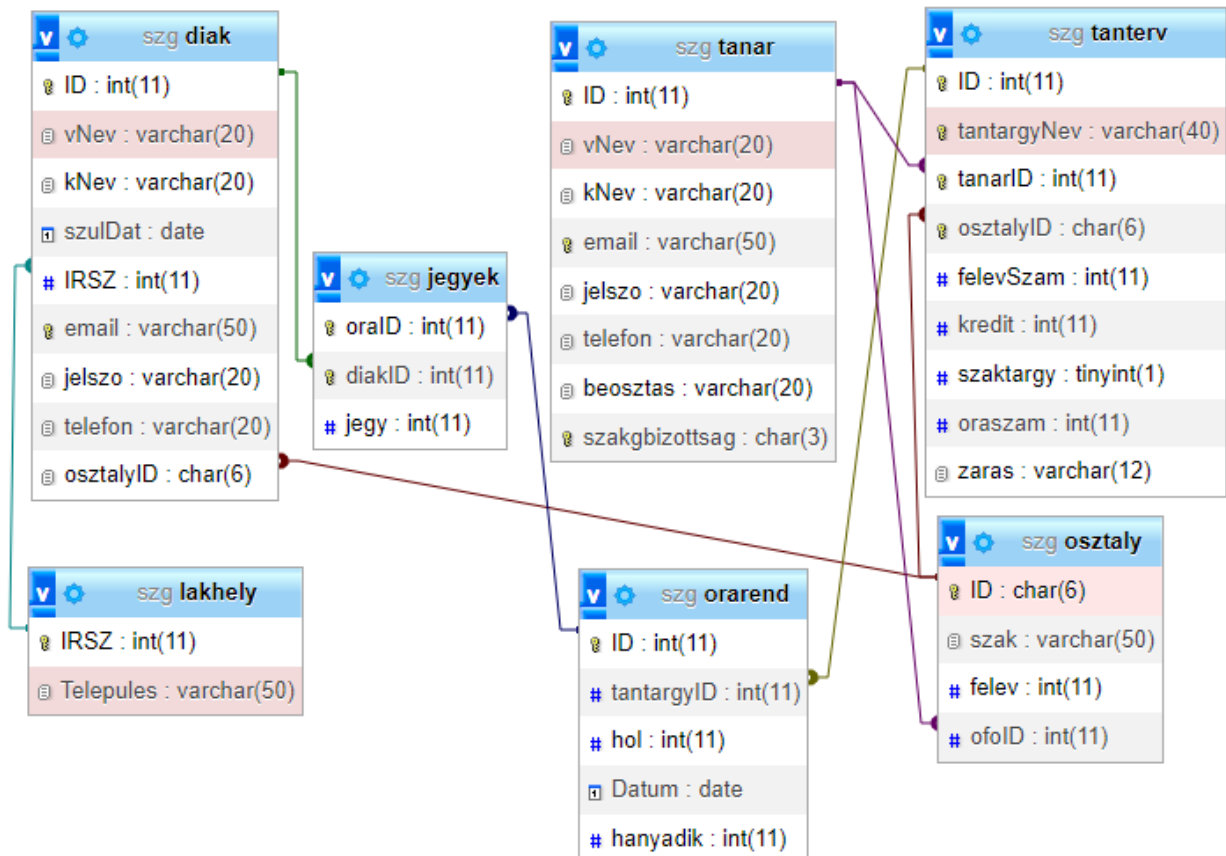 szg diak
ID : int(11)
vNev : varchar(20)
kNev : varchar(20)
szulDat : date
IRSZ : int(11)
email : varchar(50)
jelszo : varchar(20)
telefon : varchar(20)
osztalyID : char(6)
szg jegyek
oraID : int(11)
diakID : int(11)
jegy : int(11)
szg tanar
ID : int(11)
vNev : varchar(20)
kNev : varchar(20)
email : varchar(50)
jelszo : varchar(20)
telefon : varchar(20)
beosztas : varchar(20)
szakgbizottsag : char(3)
szg tanterv
ID : int(11)
tantargyNev : varchar(40)
tanarID : int(11)
osztalyID : char(6)
felevSzam : int(11)
kredit : int(11)
szaktargy : tinyint(1)
oraszam : int(11)
zaras : varchar(12)
szg lakhely
IRSZ : int(11)
Telepules : varchar(50)
szg orarend
ID : int(11)
tantargyID : int(11)
hol : int(11)
Datum : date
hanyadik : int(11)
szg osztaly
ID : char(6)
szak : varchar(50)
felev : int(11)
ofoID : int(11)